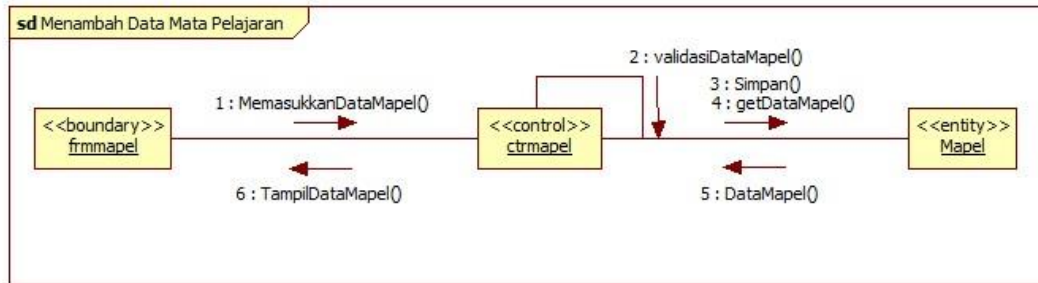 sd Menambah Data Mata Pelajaran
2 : validasiDataMapel()
3 : Simpan()
1 : MemasukkanDataMapel()
4 : getDataMapel()
<<boundary>>
frmmapel
<<control>>
ctrmapel
<<entity>>
Mapel
6 : TampilDataMapel()
5 : DataMapel()